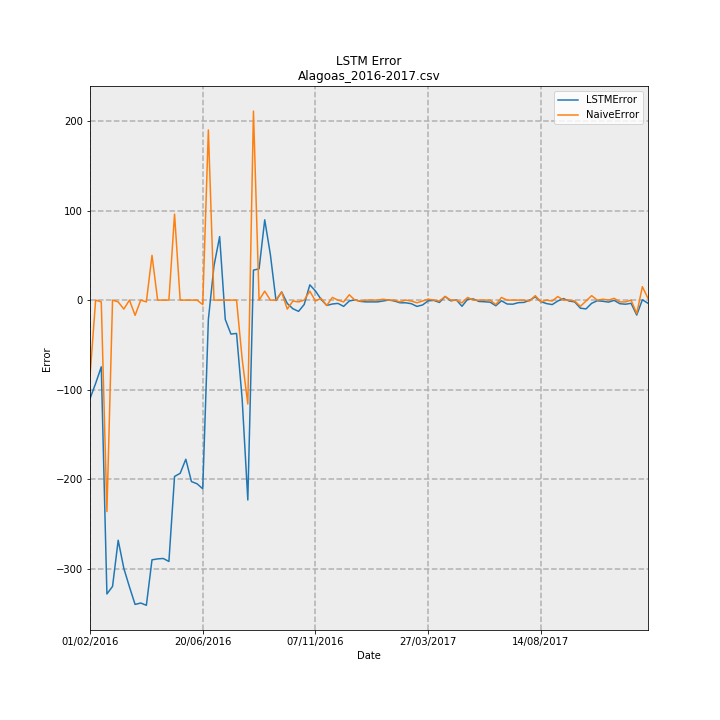 LSTM Error
Alagoas_2016-2017.csv
LSTMError
NaiveError
200
100
0
−100
−200
−300
Error
01/02/2016 20/06/2016 07/11/2016 27/03/2017 14/08/2017
Date